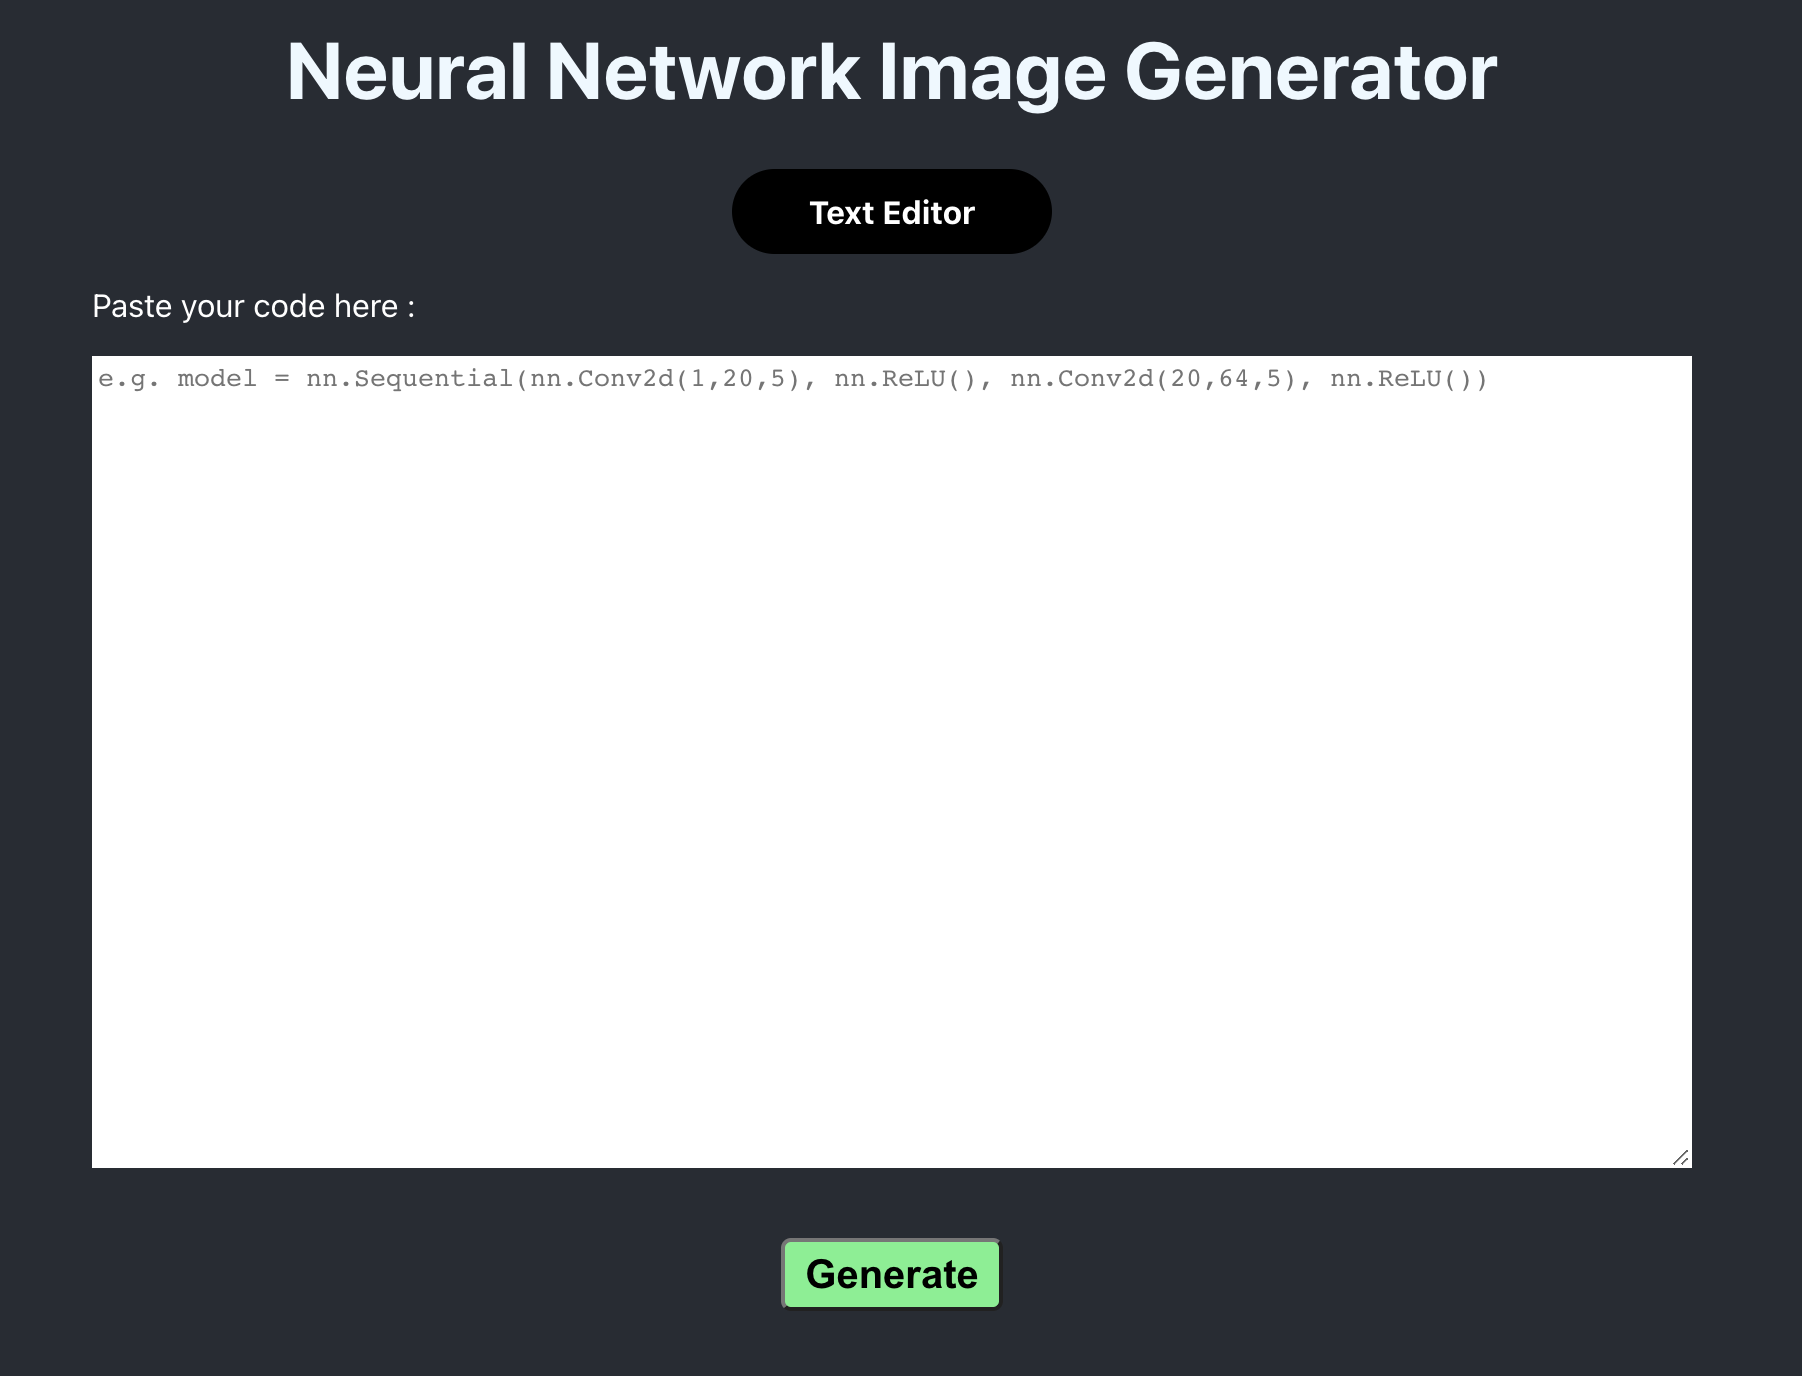 Neural Network Image Generator
Text Editor
Paste your code here :
e.g. model = nn.Sequential(nn.Conv2d(1,20,5), nn.ReLU(), nn.Conv2d(20,64,5), nn.ReLU())
Generate